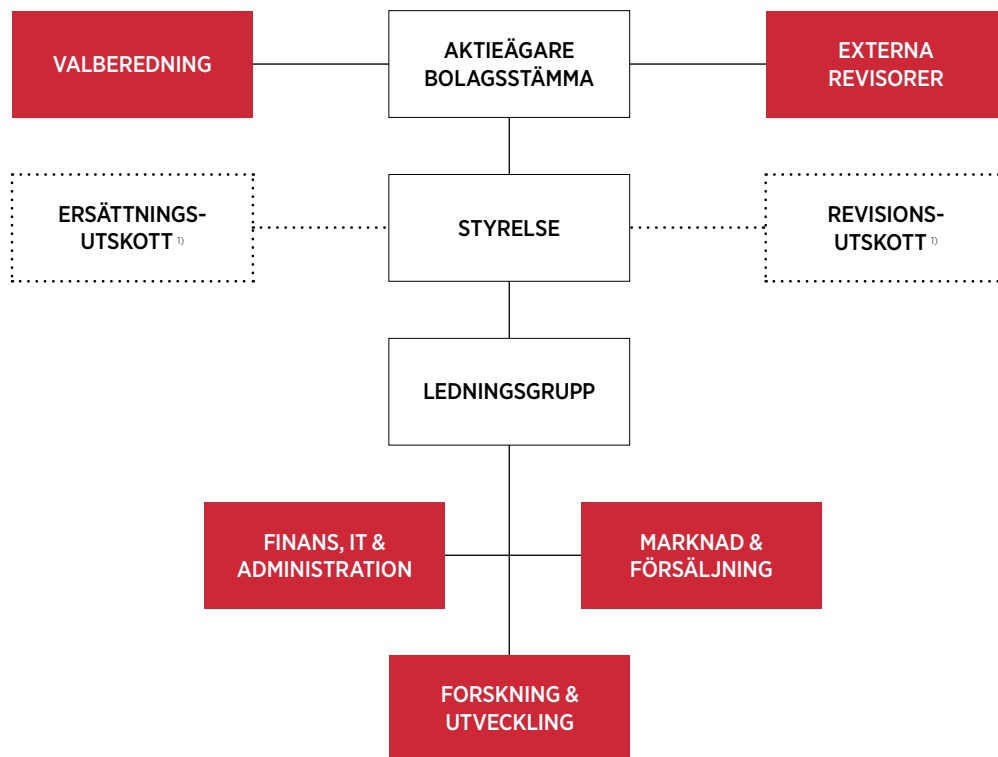 VALBEREDNING
AKTIEÄGARE
BOLAGSSTÄMMA
EXTERNA
REVISORER
ERSÄTTNINGS-
UTSKOTT 1)
STYRELSE
REVISIONS-
UTSKOTT 1)
LEDNINGSGRUPP
FINANS, IT &
ADMINISTRATION
MARKNAD &
FÖRSÄLJNING
FORSKNING &
UTVECKLING